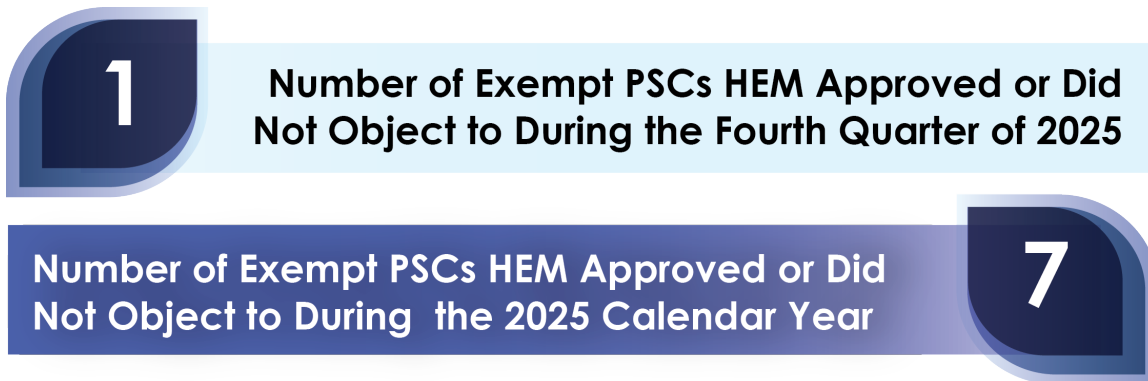 1
Number of Exempt PSCs HEM Approved or Did
Not Object to During the Fourth Quarter of 2025
Number of Exempt PSCs HEM Approved or Did
Not Object to During the 2025 Calendar Year
7